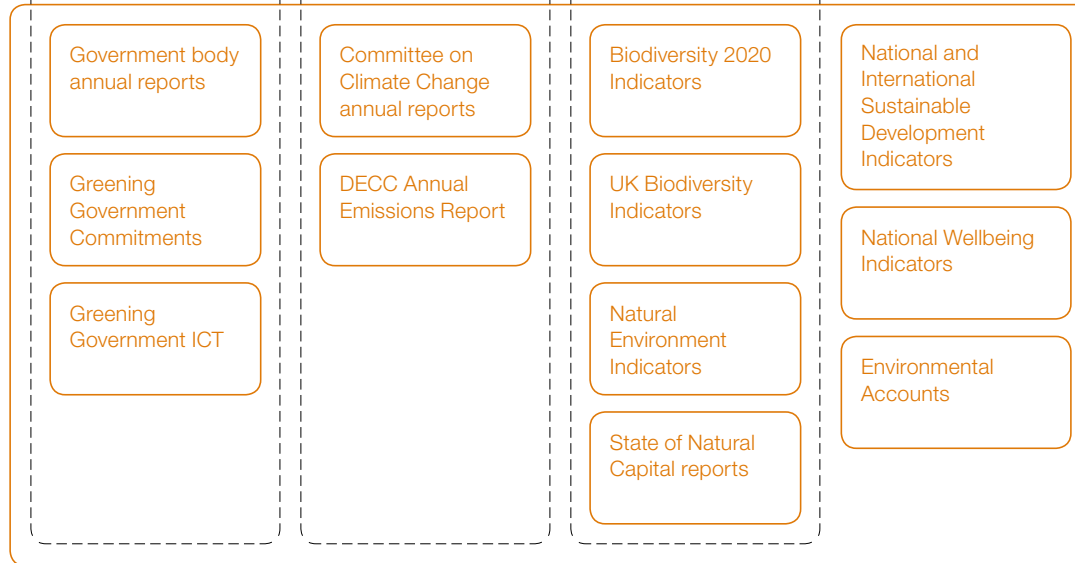 Government body
annual reports
Greening
Government
Commitments
Greening
Government ICT
Committee on
Climate Change
annual reports
DECC Annual
Emissions Report
Biodiversity 2020
Indicators
UK Biodiversity
Indicators
Natural
Environment
Indicators
State of Natural
Capital reports
National and
International
Sustainable
Development
Indicators
National Wellbeing
Indicators
Environmental
Accounts